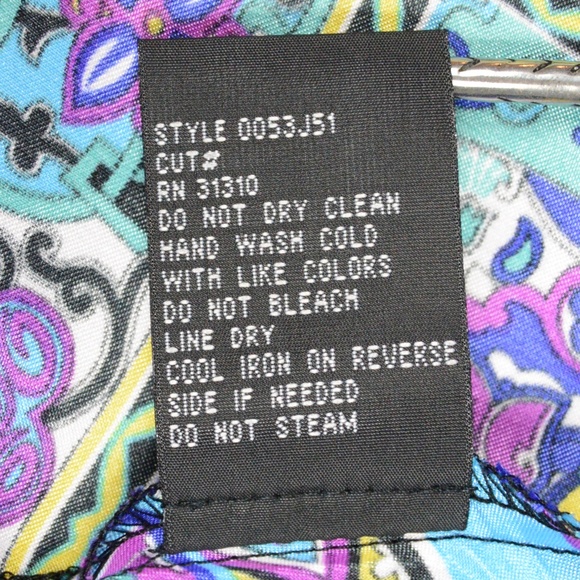 STYLE 0053J51
CUT#
RN 31310
DO NOT DRY CLEAN
HAND WASH COLD
WITH LIKE COLORS
DO NOT BLEACH
LINE DRY
COOL IRON ON REVERSE
SIDE IF NEEDED
DO NOT STEAM